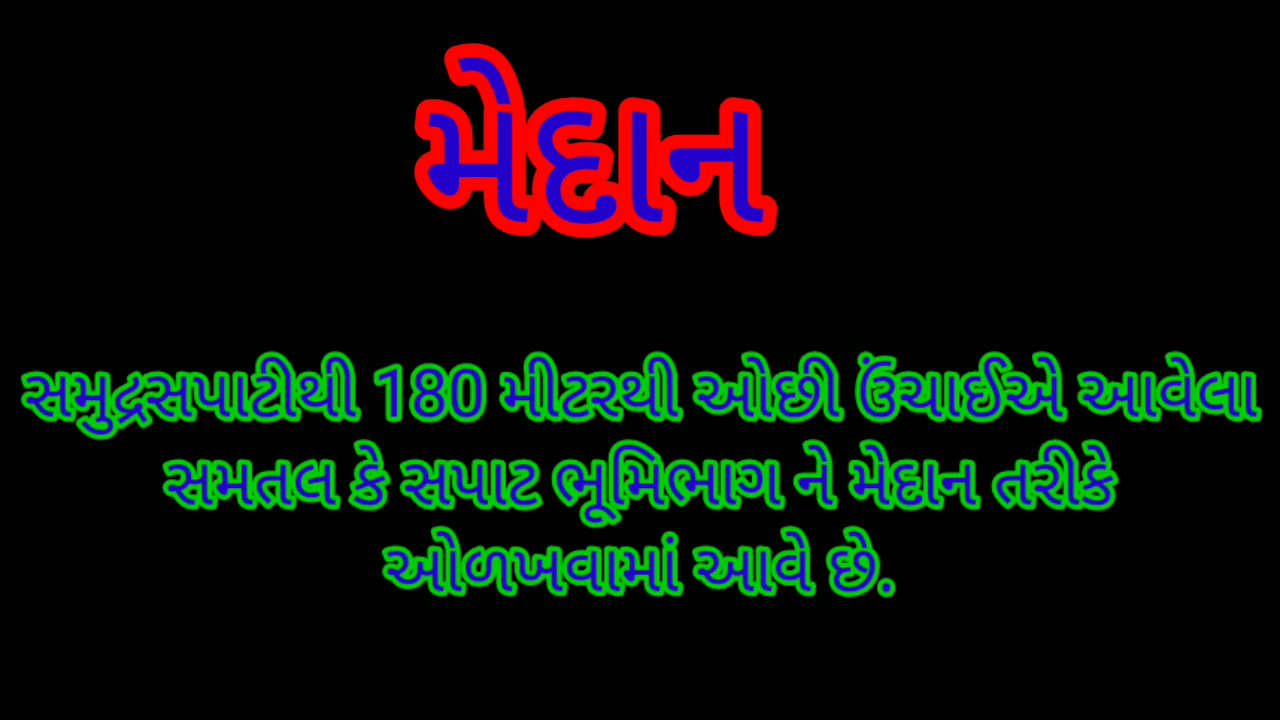 મેદાન
સમુદ્રસપાટીથી 180 મીટરથી ઓછી ઉંચાઈએ આવેલા
સમતલ કે સપાટ ભૂમિભાગ ને મેદાન તરીકે
ઓળખવામાં આવે છે.